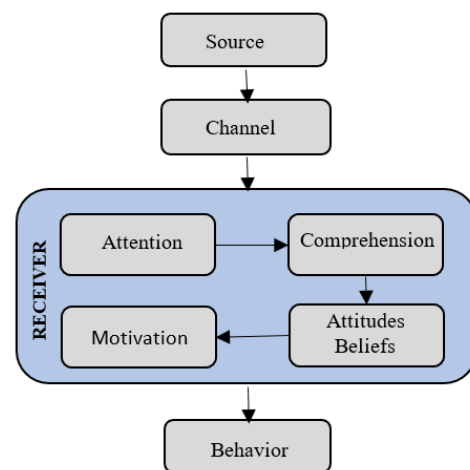 Source
Channel
RECEIVER
Attention
Comprehension
Attitudes
Beliefs
Motivation
Behavior